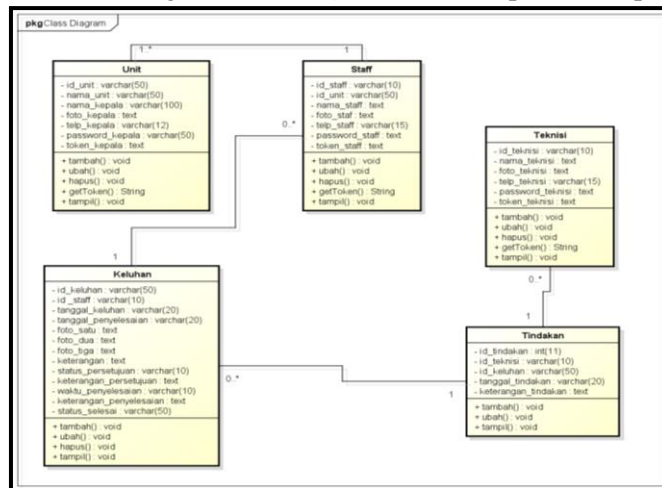 pkg Class Diagram
1..*
1
Unit
- id_unit : varchar(50)
- nama_unit : varchar(50)
- nama_kepala : varchar(100)
- foto_kepala : text
- telp_kepala : varchar(12)
- password_kepala : varchar(50)
- token_kepala : text
+ tambah() : void
+ ubah() : void
+ hapus() : void
+ getToken() : String
+ tampil() : void
Staff
- id_staff : varchar(10)
- id_unit : varchar(50)
- nama_staff : text
- foto_staf : text
- telp_staff : varchar(15)
- password_staff : text
- token_staff : text
+ tambah() : void
+ ubah() : void
+ hapus() : void
+ getToken() : String
+ tampil() : void
0..*
1
Teknisi
- id_teknisi : varchar(10)
- nama_teknisi : text
- foto_teknisi : text
- telp_teknisi : varchar(15)
- password_teknisi : text
- token_teknisi : text
+ tambah() : void
+ ubah() : void
+ hapus() : void
+ getToken() : String
+ tampil() : void
0..*
1
Keluhan
- id_keluhan : varchar(50)
- id _staff : varchar(10)
- tanggal_keluhan : varchar(20)
- tanggal_penyelesaian : varchar(20)
- foto_satu : text
- foto_dua : text
- foto_tiga : text
- keterangan : text
- status_persetujuan : varchar(10)
- keterangan_persetujuan : text
- waktu_penyelesaian : varchar(10)
- keterangan_penyelesaian : text
- status_selesai : varchar(50)
+ tambah() : void
+ ubah() : void
+ hapus() : void
+ tampil() : void
0..*
1
Tindakan
- id_tindakan : int(11)
- id_teknisi : varchar(10)
- id_keluhan : varchar(50)
- tanggal_tindakan : varchar(20)
- keterangan_tindakan : text
+ tambah() : void
+ ubah() : void
+ hapus() : void
+ tampil() : void